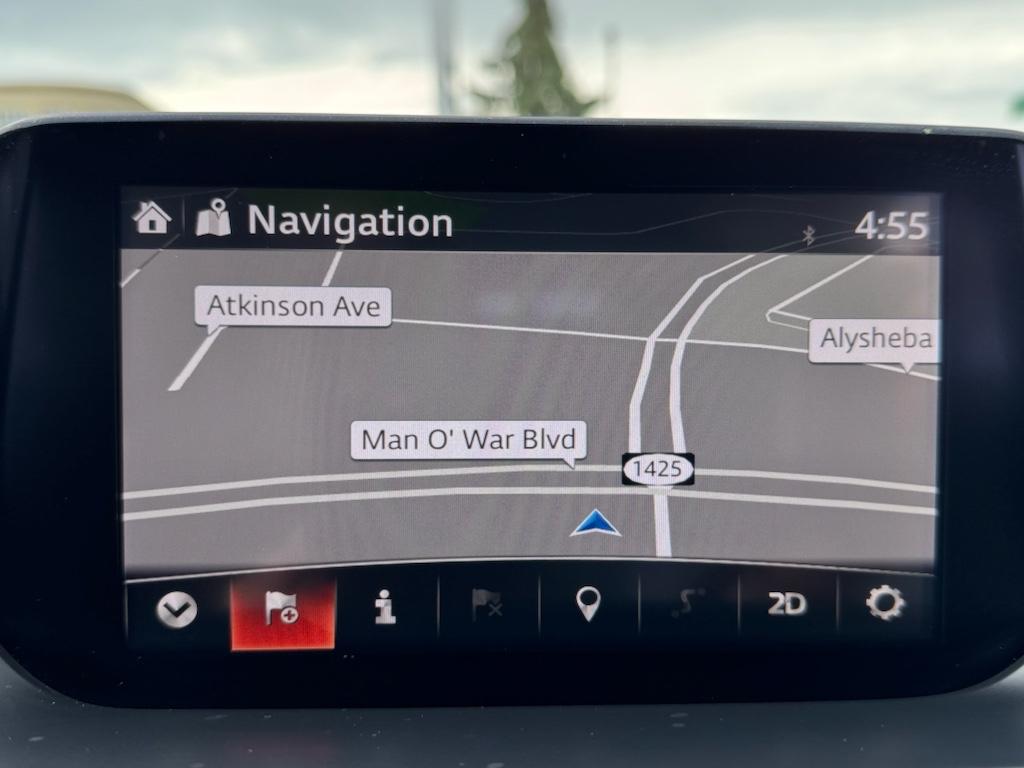 Navigation
4:55
Atkinson Ave
Alysheba
Man O' War Blvd
1425
2D